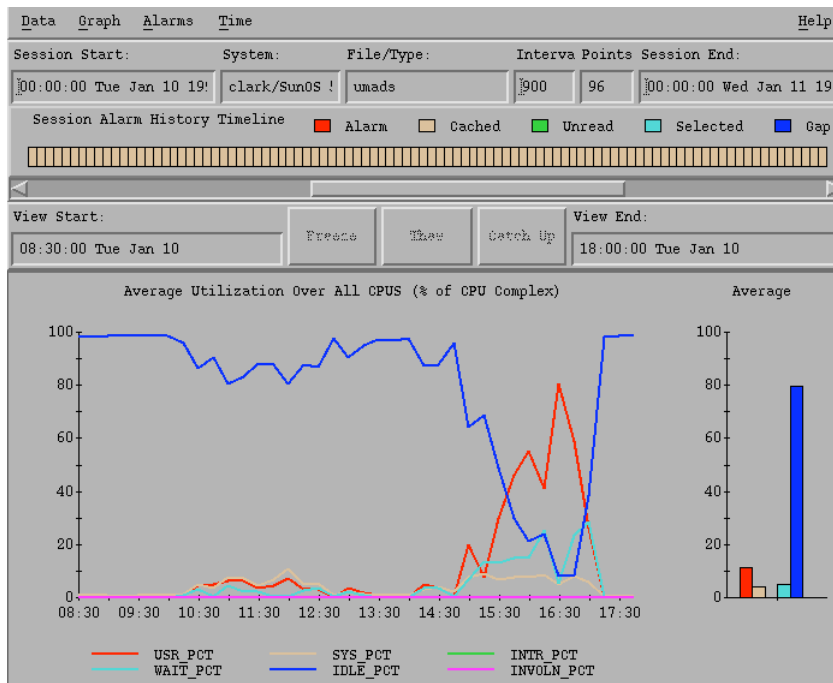 Data Graph Alarms Time Help
Session Start: System: File/Type: Interva Points Session End:
00:00:00 Tue Jan 10 19 clark/SunOS umads 900 96 00:00:00 Wed Jan 11 19
Session Alarm History Timeline Alarm Cached Unread Selected Gap
View Start: View End:
Freeze Thaw Catch Up
08:30:00 Tue Jan 10 18:00:00 Tue Jan 10
Average Utilization Over All CPUS (% of CPU Complex) Average
100 100
80 80
60 60
40 40
20 20
0 0
08:30 09:30 10:30 11:30 12:30 13:30 14:30 15:30 16:30 17:30
USR_PCT SYS_PCT INTR_PCT
WAIT_PCT IDLE_PCT INVOLN_PCT